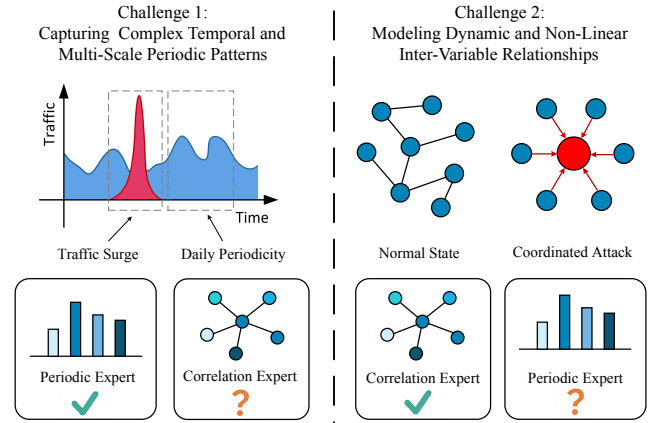 Challenge 1:
Capturing Complex Temporal and
Multi-Scale Periodic Patterns
Traffic
Time
Traffic Surge
Daily Periodicity
Periodic Expert
Correlation Expert
?
Challenge 2:
Modeling Dynamic and Non-Linear
Inter-Variable Relationships
Normal State
Coordinated Attack
Correlation Expert
Periodic Expert
?